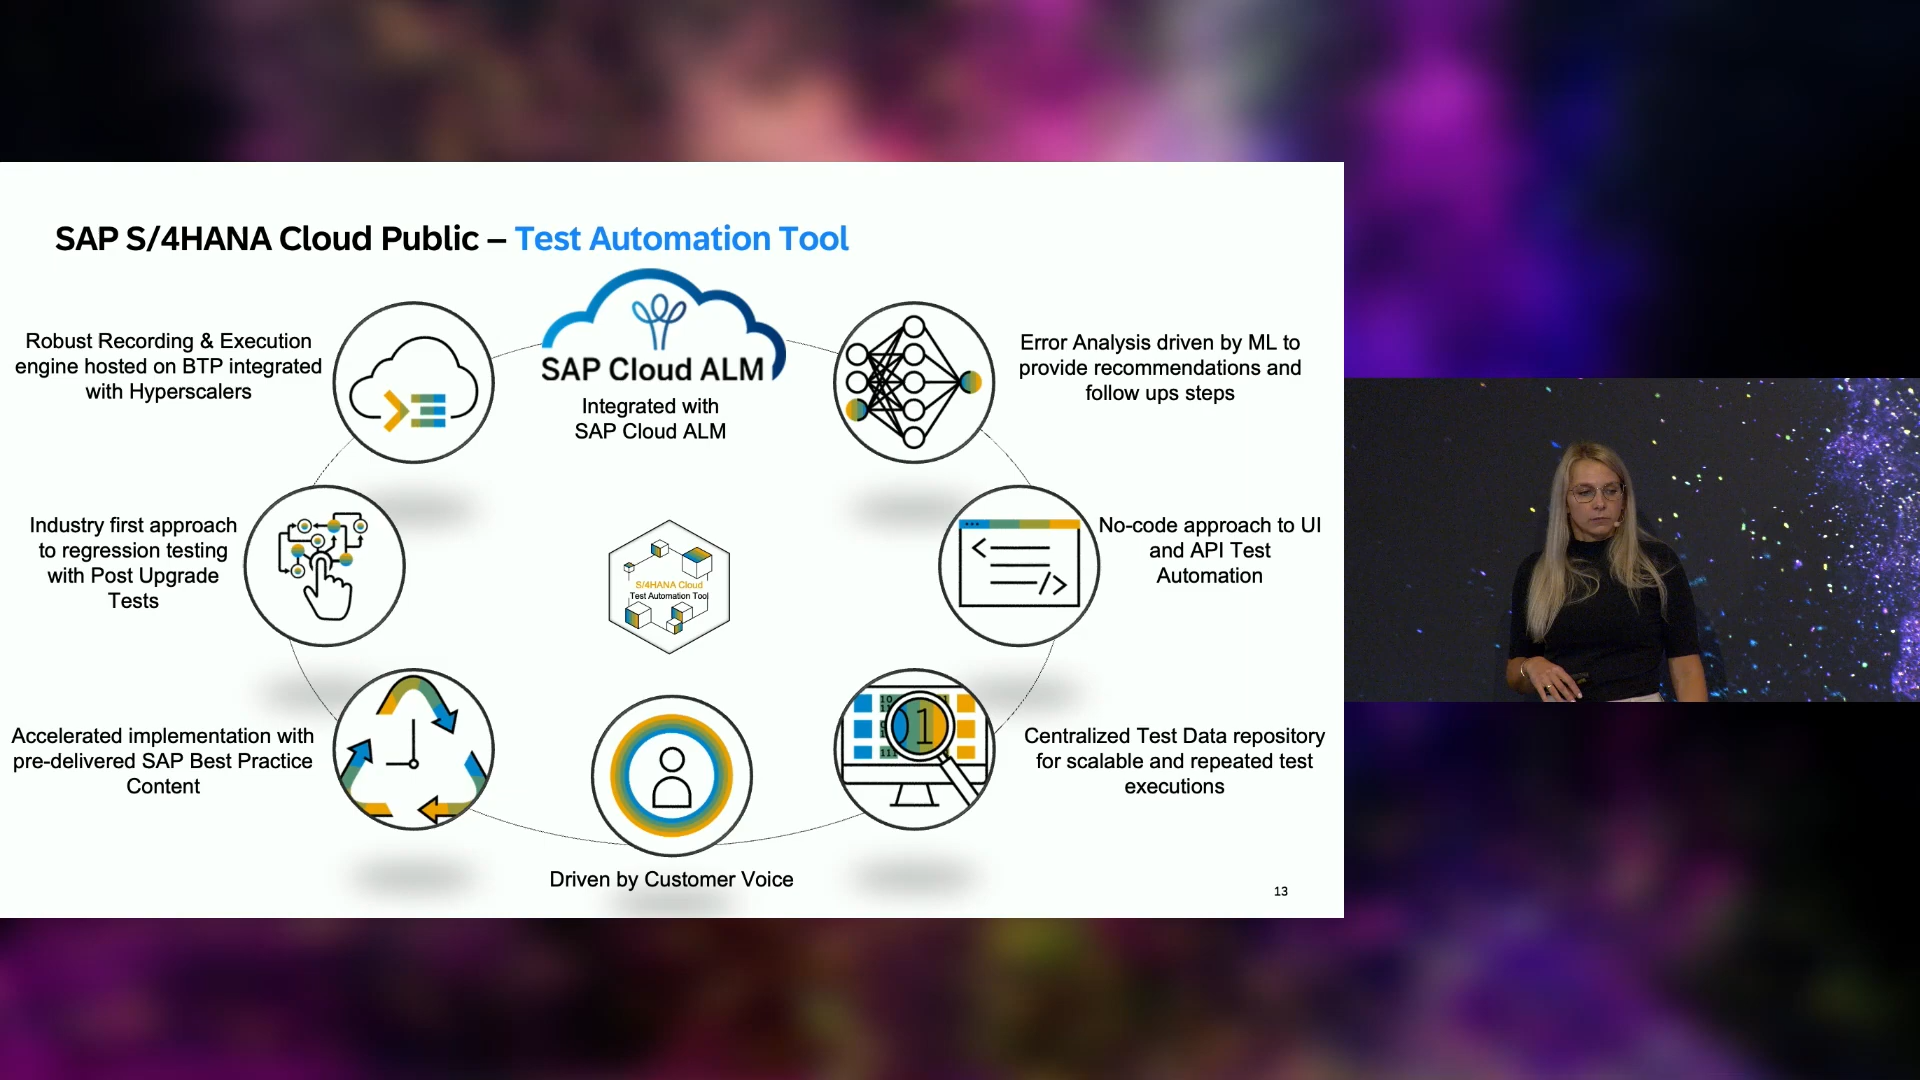 SAP S/4HANA Cloud Public – Test Automation Tool
SAP Cloud ALM
Integrated with
SAP Cloud ALM
Robust Recording & Execution
engine hosted on BTP integrated
with Hyperscalers
Error Analysis driven by ML to
provide recommendations and
follow ups steps
Industry first approach
to regression testing
with Post Upgrade
Tests
S/4HANA Cloud
Test Automation Tool
No-code approach to UI
and API Test
Automation
Accelerated implementation with
pre-delivered SAP Best Practice
Content
Centralized Test Data repository
for scalable and repeated test
executions
Driven by Customer Voice
13